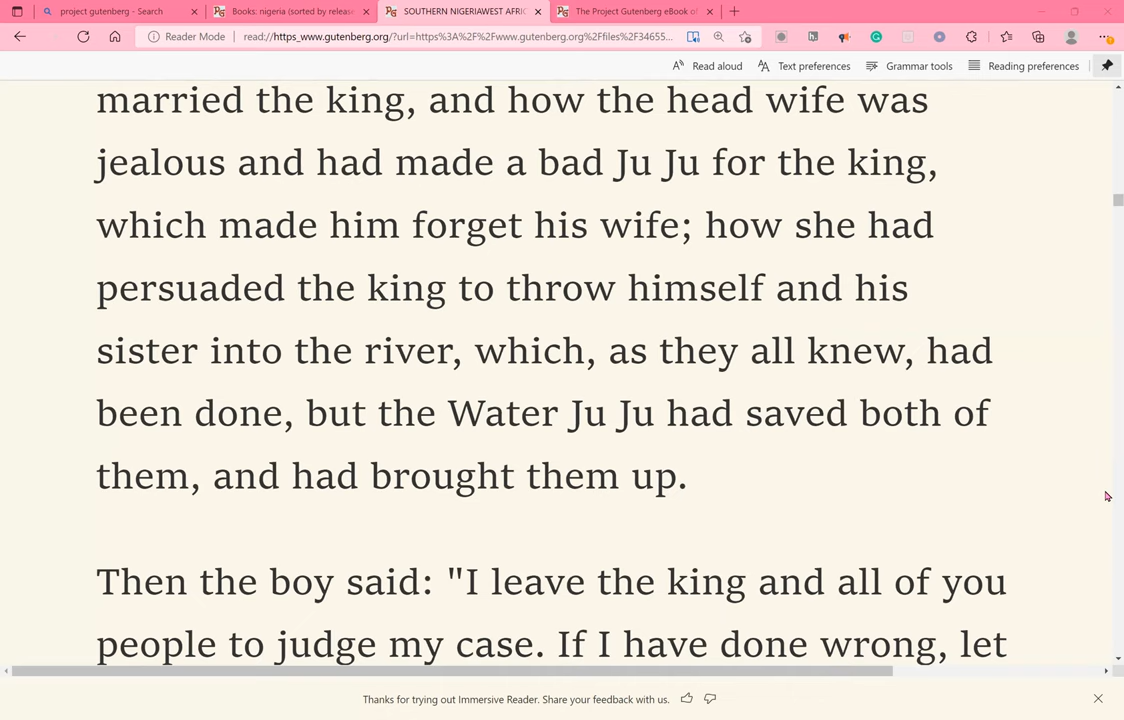 project gutenberg - Search
Books: nigeria (sorted by releas
SOUTHERN NIGERIAWEST AFRI
The Project Gutenberg eBook of
Reader Mode
read://https_www.gutenberg.org/?url=https%3A%2F%2Fwww.gutenberg.org%2Ffiles%2F34655...
Read aloud
Text preferences
Grammar tools
Reading preferences
married the king, and how the head wife was
jealous and had made a bad Ju Ju for the king,
which made him forget his wife; how she had
persuaded the king to throw himself and his
sister into the river, which, as they all knew, had
been done, but the Water Ju Ju had saved both of
them, and had brought them up.
Then the boy said: "I leave the king and all of you
people to judge my case. If I have done wrong, let
Thanks for trying out Immersive Reader. Share your feedback with us.